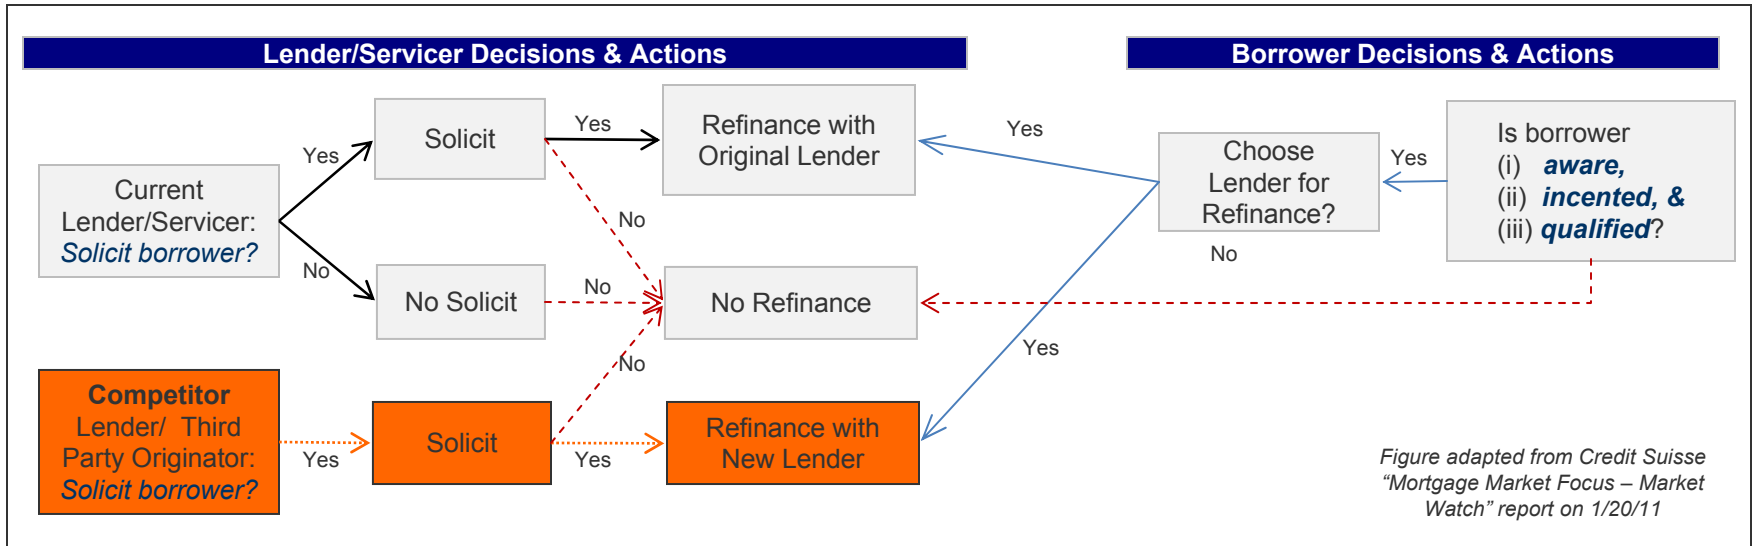 Lender/Servicer Decisions & Actions
Borrower Decisions & Actions
Current
Lender/Servicer:
Solicit borrower?
Yes
No
Solicit
Yes
No
No Solicit
No
Refinance with
Original Lender
No Refinance
Competitor
Lender/ Third
Party Originator:
Solicit borrower?
Yes
Solicit
No
Yes
Refinance with
New Lender
Yes
Yes
Choose
Lender for
Refinance?
No
Yes
Is borrower
(i) aware,
(ii) incented, &
(iii) qualified?
Figure adapted from Credit Suisse
“Mortgage Market Focus – Market
Watch” report on 1/20/11